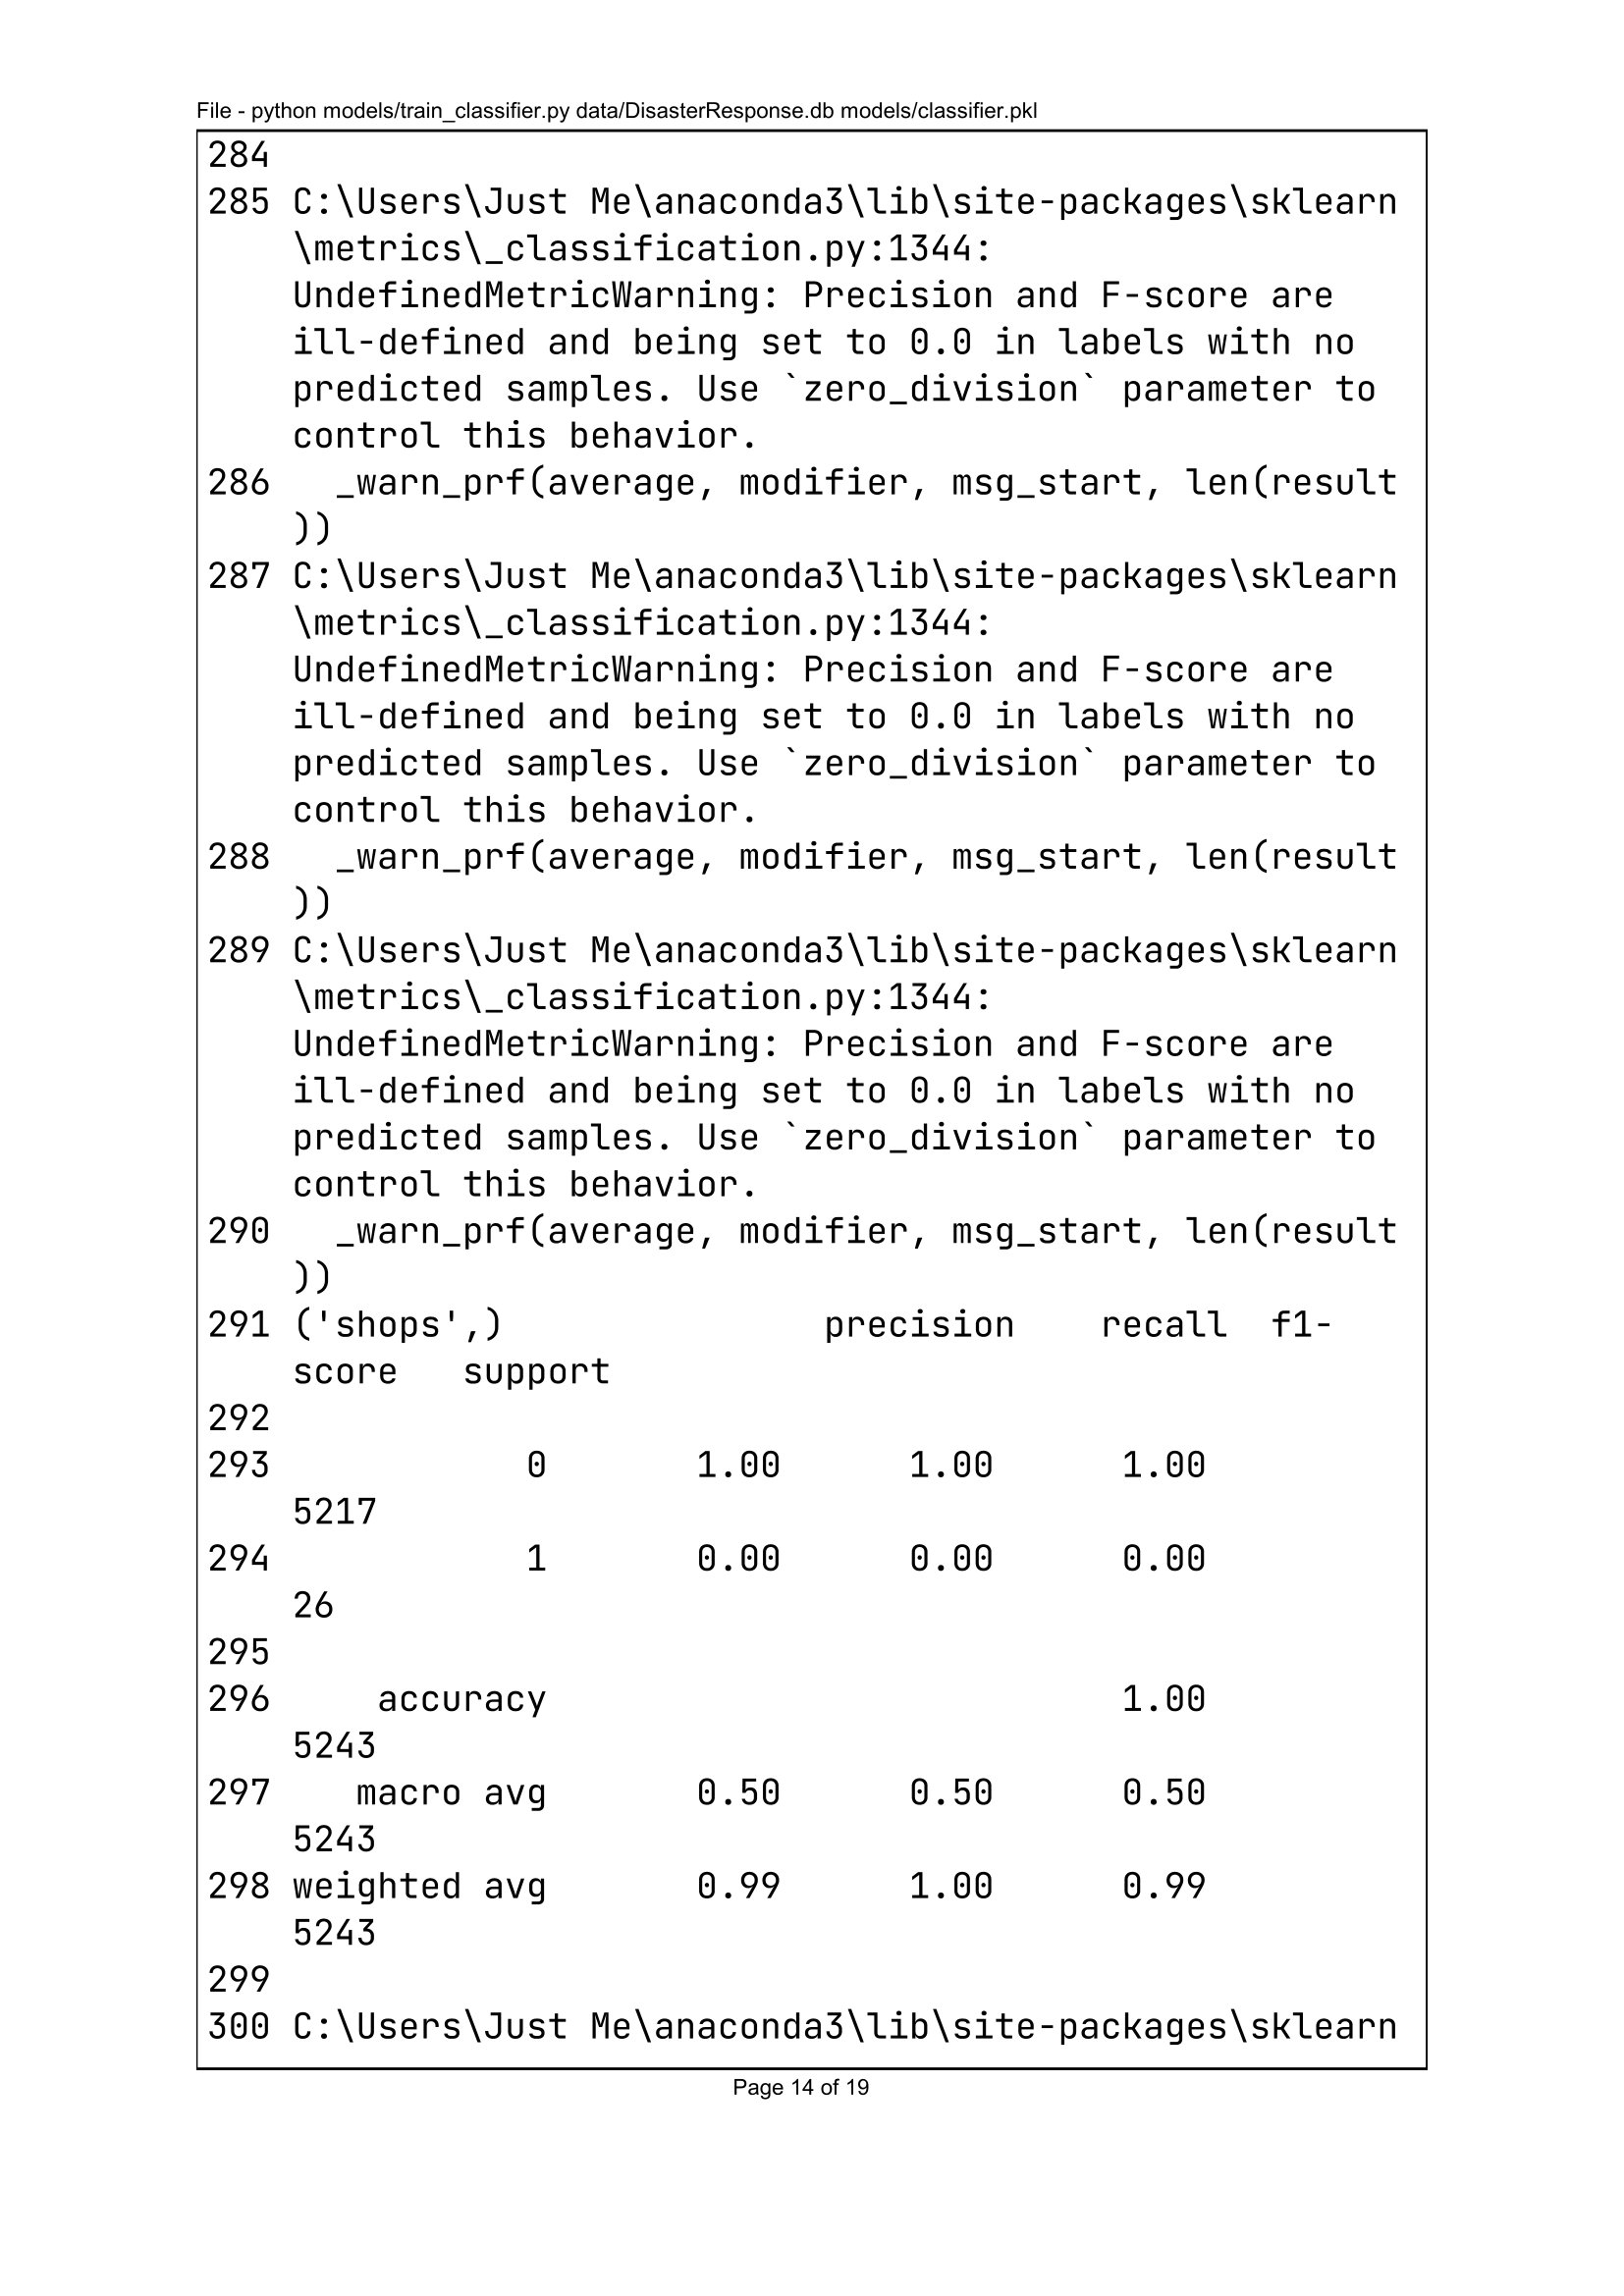 File - python models/train_classifier.py data/DisasterResponse.db models/classifier.pkl
284
285 C:\Users\Just Me\anaconda3\lib\site-packages\sklearn
\metrics\_classification.py:1344:
UndefinedMetricWarning: Precision and F-score are
ill-defined and being set to 0.0 in labels with no
predicted samples. Use `zero_division` parameter to
control this behavior.
286   _warn_prf(average, modifier, msg_start, len(result
))
287 C:\Users\Just Me\anaconda3\lib\site-packages\sklearn
\metrics\_classification.py:1344:
UndefinedMetricWarning: Precision and F-score are
ill-defined and being set to 0.0 in labels with no
predicted samples. Use `zero_division` parameter to
control this behavior.
288   _warn_prf(average, modifier, msg_start, len(result
))
289 C:\Users\Just Me\anaconda3\lib\site-packages\sklearn
\metrics\_classification.py:1344:
UndefinedMetricWarning: Precision and F-score are
ill-defined and being set to 0.0 in labels with no
predicted samples. Use `zero_division` parameter to
control this behavior.
290   _warn_prf(average, modifier, msg_start, len(result
))
291 ('shops',)               precision    recall  f1-
score   support
292
293            0       1.00      1.00      1.00
5217
294            1       0.00      0.00      0.00
26
295
296     accuracy                           1.00
5243
297    macro avg       0.50      0.50      0.50
5243
298 weighted avg       0.99      1.00      0.99
5243
299
300 C:\Users\Just Me\anaconda3\lib\site-packages\sklearn
Page 14 of 19